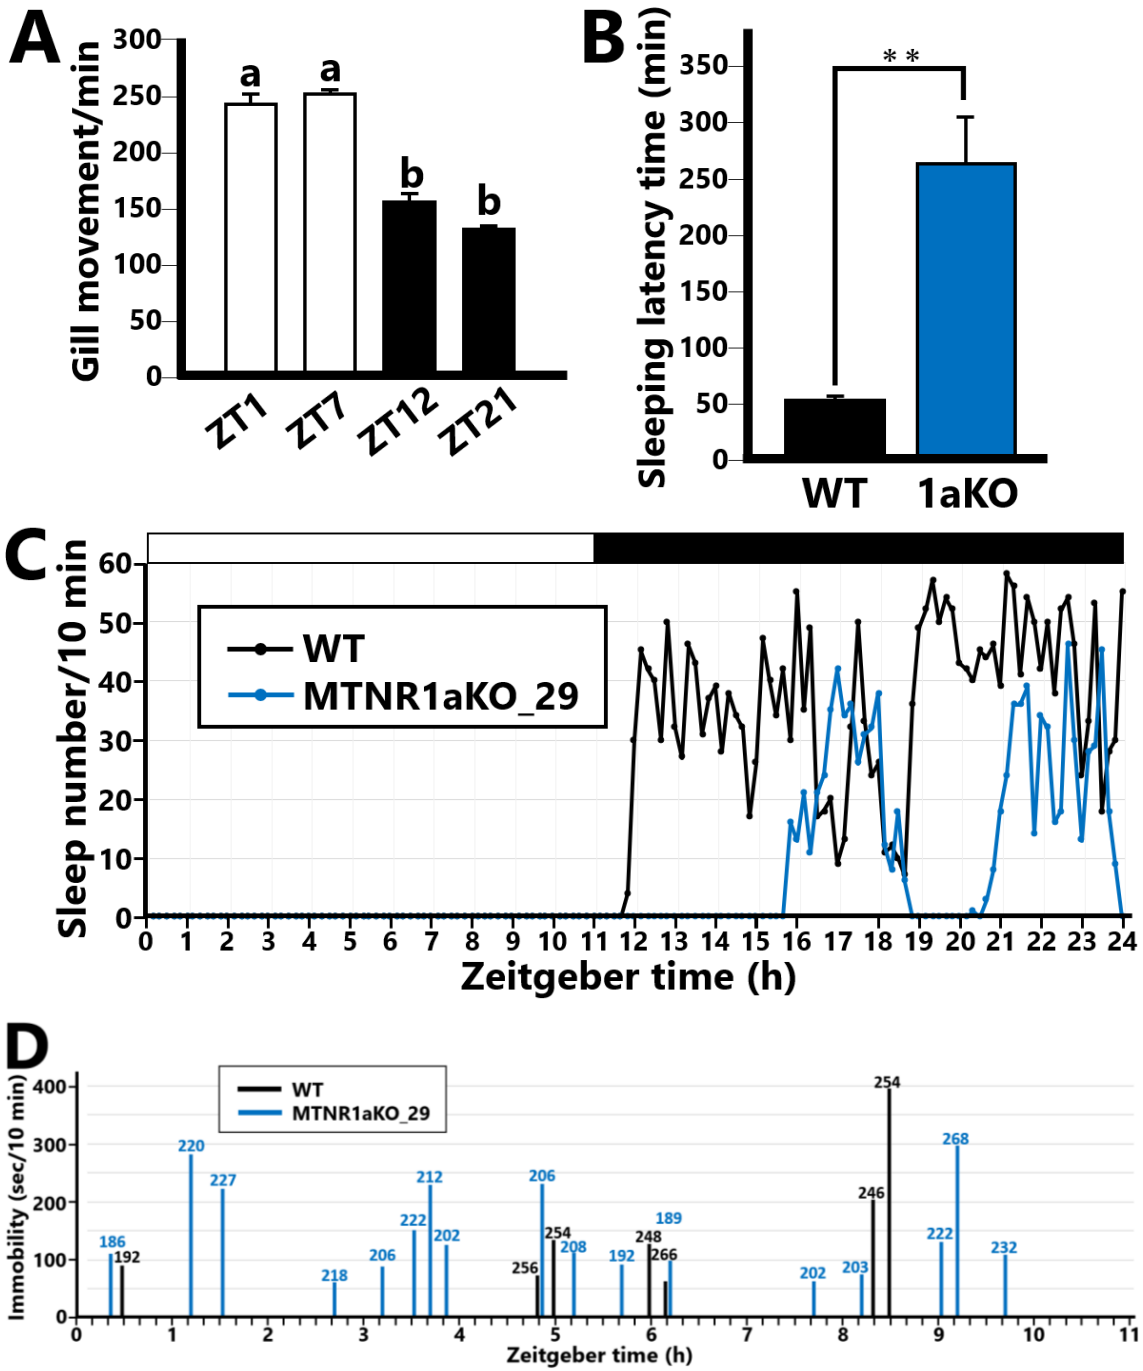 A
Gill movement/min
300
250
200
150
100
50
0
a
a
b
b
ZT1
ZT7
ZT12
ZT21
B
Sleeping latency time (min)
350
300
250
200
150
100
50
0
**
WT
1aKO
C
Sleep number/10 min
60
50
40
30
20
10
0
WT
MTNR1aKO_29
0 1 2 3 4 5 6 7 8 9 10 11 12 13 14 15 16 17 18 19 20 21 22 23 24
Zeitgeber time (h)
D
Immobility (sec/10 min)
400
300
200
100
0
WT
MTNR1aKO_29
186
192
220
227
218
206
222
212
202
256
206
254
208
192
248
266
189
202
203
246
254
222
268
232
0 1 2 3 4 5 6 7 8 9 10 11
Zeitgeber time (h)